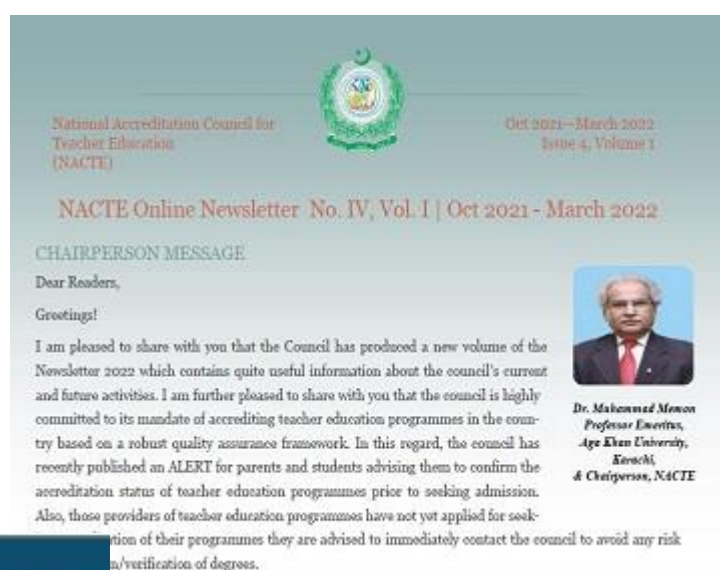 National Accreditation Council for
Teacher Education
(NACTE)
Oct 2021—March 2022
Issue 4, Volume 1
NACTE Online Newsletter No. IV, Vol. I | Oct 2021 - March 2022
CHAIRPERSON MESSAGE
Dear Readers,
Greetings!
I am pleased to share with you that the Council has produced a new volume of the
Newsletter 2022 which contains quite useful information about the council's current
and future activities. I am further pleased to share with you that the council is highly
committed to its mandate of accrediting teacher education programmes in the coun-
try based on a robust quality assurance framework. In this regard, the council has
recently published an ALERT for parents and students advising them to confirm the
accreditation status of teacher education programmes prior to seeking admission.
Also, those providers of teacher education programmes have not yet applied for seek-
tion of their programmes they are advised to immediately contact the council to avoid any risk
n/verification of degrees.
Dr. Muhammad Memon
Professor Emeritus,
Aga Khan University,
Karachi,
& Chairperson, NACTE